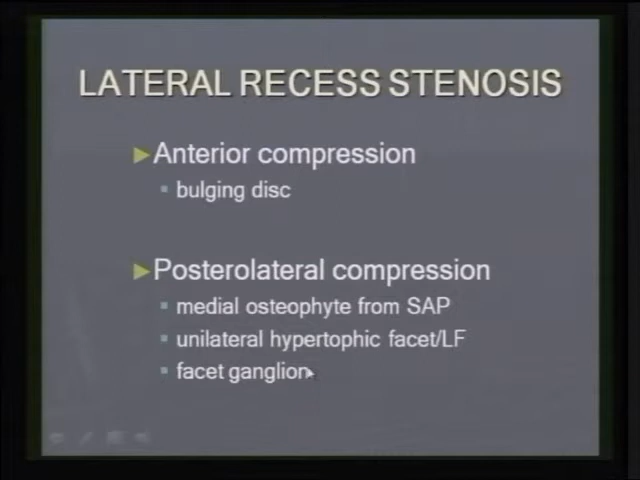 LATERAL RECESS STENOSIS
►Anterior compression
▪ bulging disc
►Posterolateral compression
▪ medial osteophyte from SAP
▪ unilateral hypertophic facet/LF
▪ facet ganglion